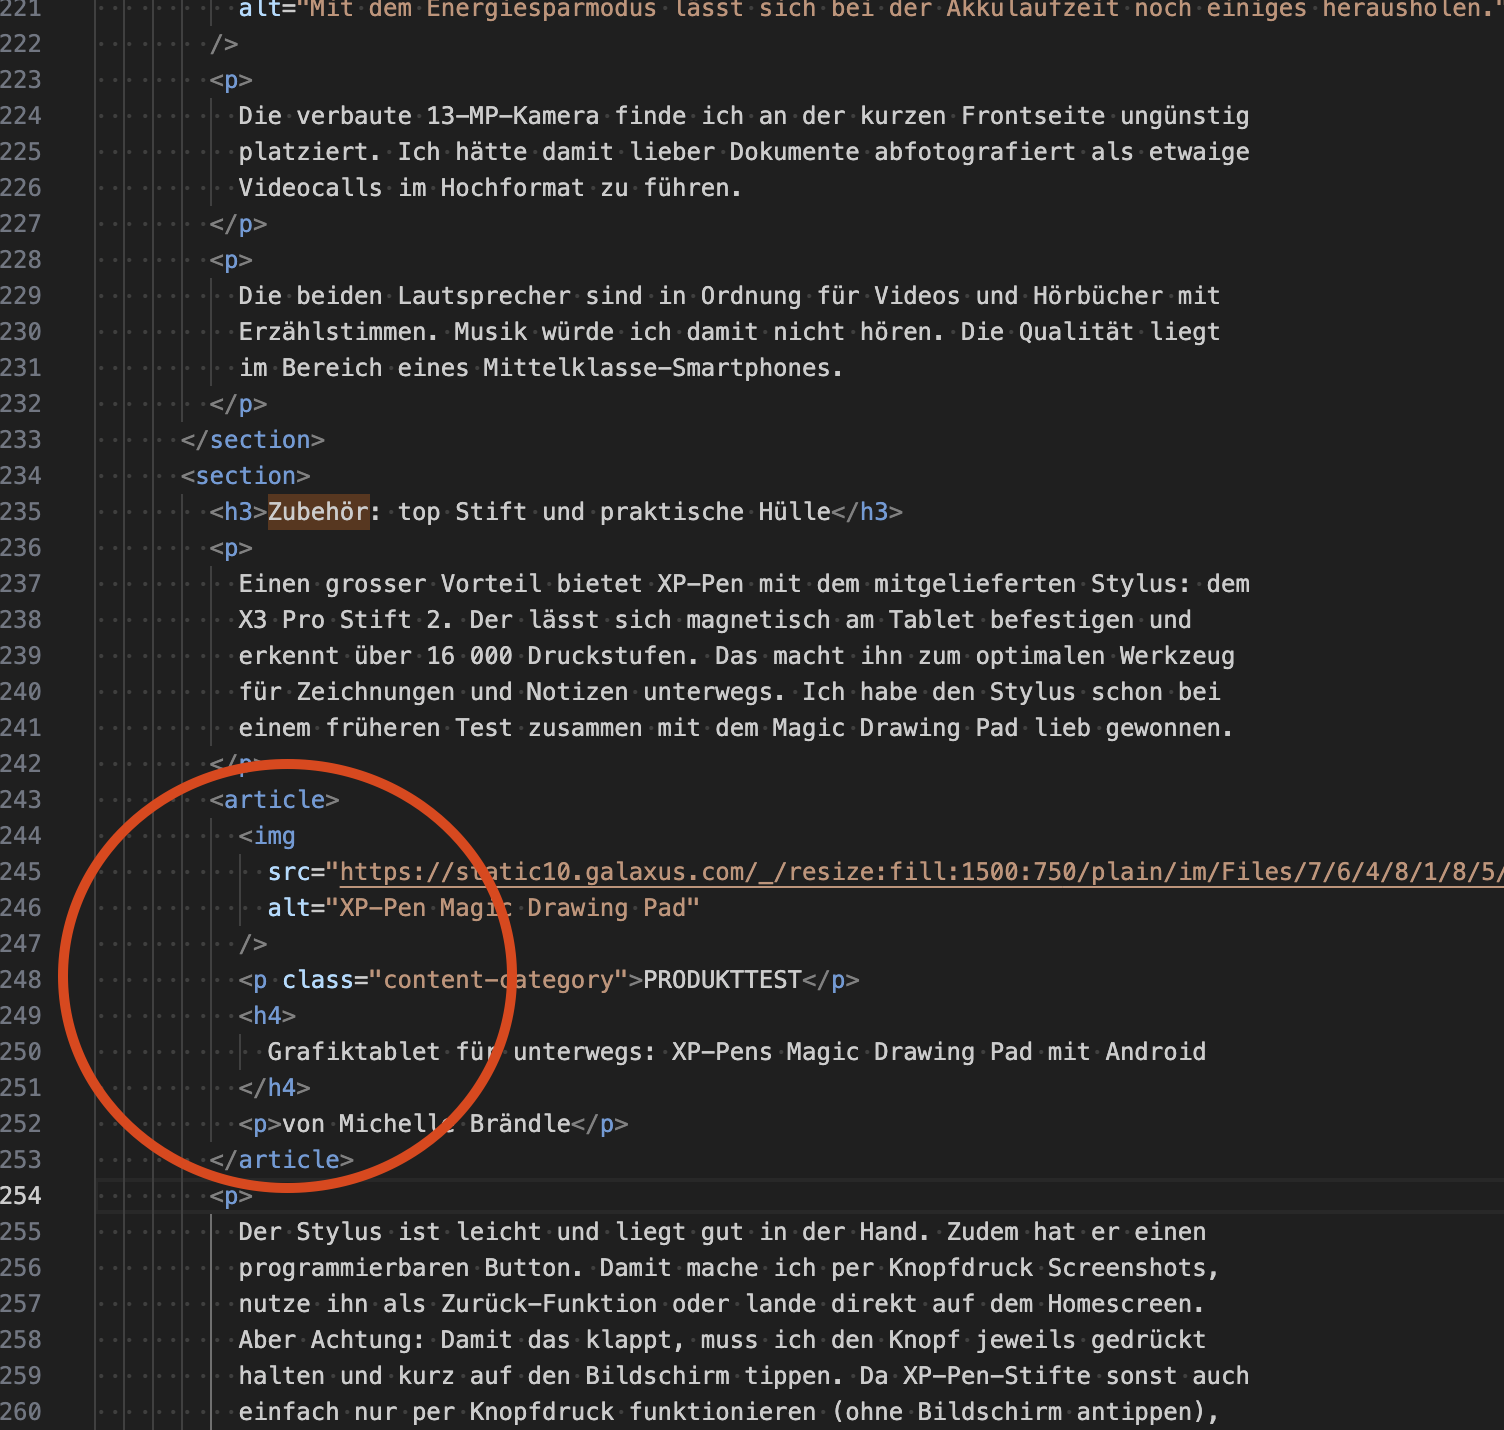 221 alt="Mit dem Energiesparmodus lässt sich bei der Akkulaufzeit noch einiges herausholen."
222 />
223 <p>
224 Die verbaute 13-MP-Kamera finde ich an der kurzen Frontseite ungünstig
225 platziert. Ich hätte damit lieber Dokumente abfotografiert als etwaige
226 Videocalls im Hochformat zu führen.
227 </p>
228 <p>
229 Die beiden Lautsprecher sind in Ordnung für Videos und Hörbücher mit
230 Erzählstimmen. Musik würde ich damit nicht hören. Die Qualität liegt
231 im Bereich eines Mittelklasse-Smartphones.
232 </p>
233 </section>
234 <section>
235 <h3>Zubehör: top Stift und praktische Hülle</h3>
236 <p>
237 Einen grosser Vorteil bietet XP-Pen mit dem mitgelieferten Stylus: dem
238 X3 Pro Stift 2. Der lässt sich magnetisch am Tablet befestigen und
239 erkennt über 16 000 Druckstufen. Das macht ihn zum optimalen Werkzeug
240 für Zeichnungen und Notizen unterwegs. Ich habe den Stylus schon bei
241 einem früheren Test zusammen mit dem Magic Drawing Pad lieb gewonnen.
242 </p>
243 <article>
244 <img
245 src="https://static10.galaxus.com/_/resize:fill:1500:750/plain/im/Files/7/6/4/8/1/8/5/
246 alt="XP-Pen Magic Drawing Pad"
247 />
248 <p class="content-category">PRODUKTTEST</p>
249 <h4>
250 Grafiktablet für unterwegs: XP-Pens Magic Drawing Pad mit Android
251 </h4>
252 <p>von Michelle Brändle</p>
253 </article>
254 <p>
255 Der Stylus ist leicht und liegt gut in der Hand. Zudem hat er einen
256 programmierbaren Button. Damit mache ich per Knopfdruck Screenshots,
257 nutze ihn als Zurück-Funktion oder lande direkt auf dem Homescreen.
258 Aber Achtung: Damit das klappt, muss ich den Knopf jeweils gedrückt
259 halten und kurz auf den Bildschirm tippen. Da XP-Pen-Stifte sonst auch
260 einfach nur per Knopfdruck funktionieren (ohne Bildschirm antippen),